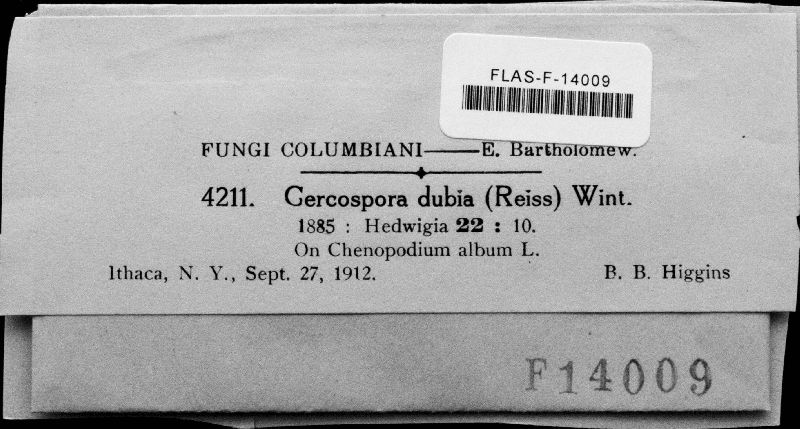 FLAS-F-14009
FUNGI COLUMBIANI——E. Bartholomew.
4211. Cercospora dubia (Reiss) Wint.
1885 : Hedwigia 22 : 10.
On Chenopodium album L.
Ithaca, N. Y., Sept. 27, 1912. B. B. Higgins
F14009